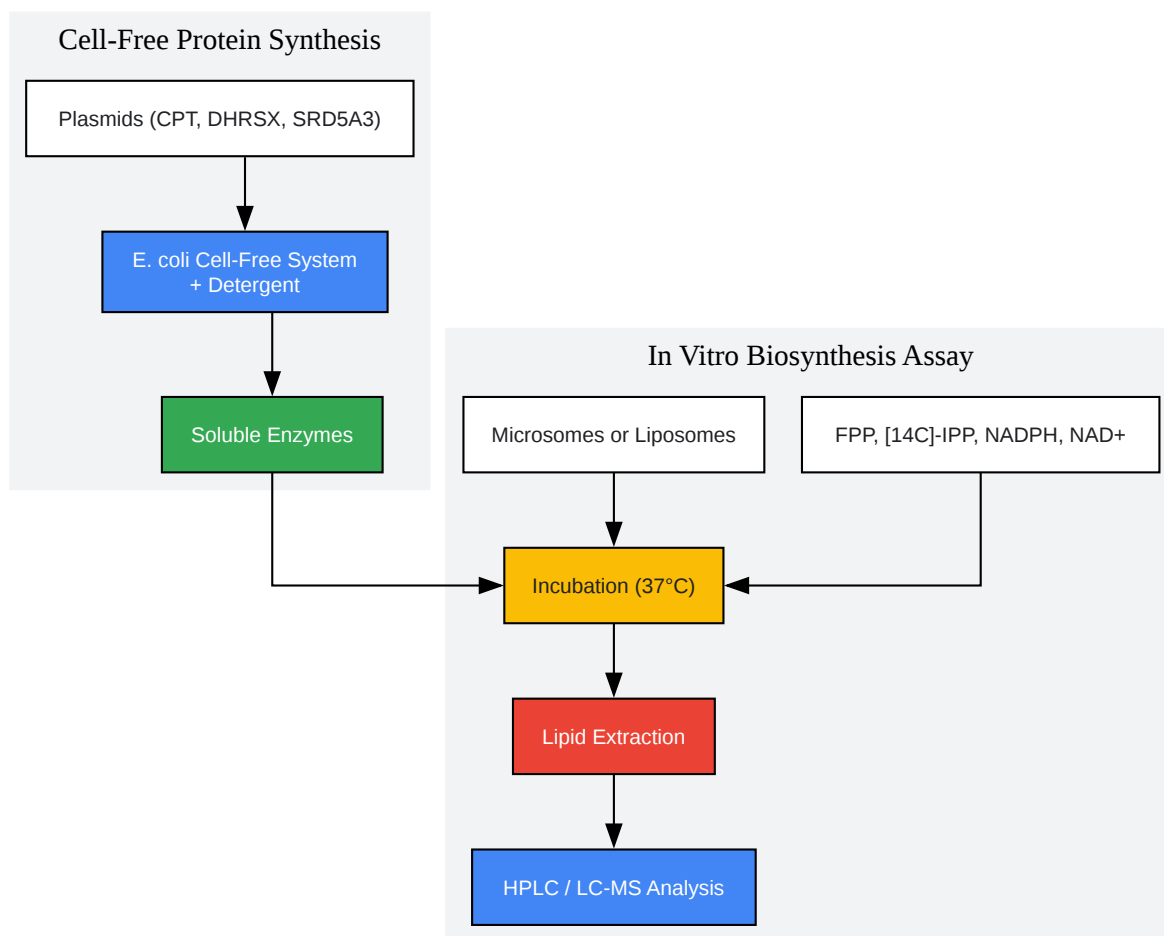 Cell-Free Protein Synthesis
Plasmids (CPT, DHRSX, SRD5A3)
E. coli Cell-Free System
+ Detergent
Soluble Enzymes
In Vitro Biosynthesis Assay
Microsomes or Liposomes
FPP, [14C]-IPP, NADPH, NAD+
Incubation (37°C)
Lipid Extraction
HPLC / LC-MS Analysis